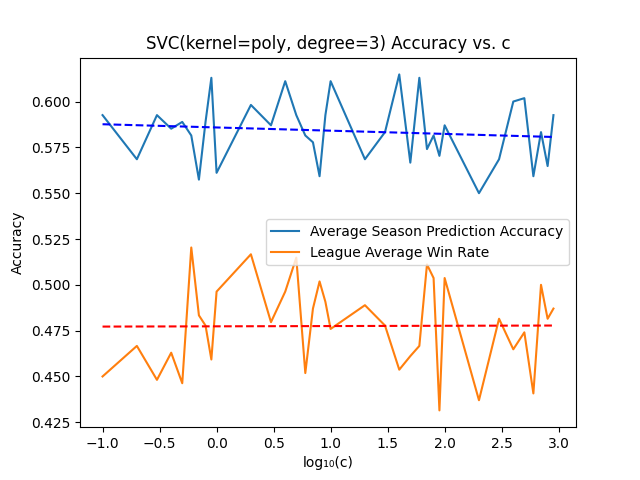 SVC(kernel=poly, degree=3) Accuracy vs. c
0.600
0.575
0.550
0.525
0.500
0.475
0.450
0.425
Accuracy
Average Season Prediction Accuracy
League Average Win Rate
−1.0 −0.5 0.0 0.5 1.0 1.5 2.0 2.5 3.0
log₁₀(c)